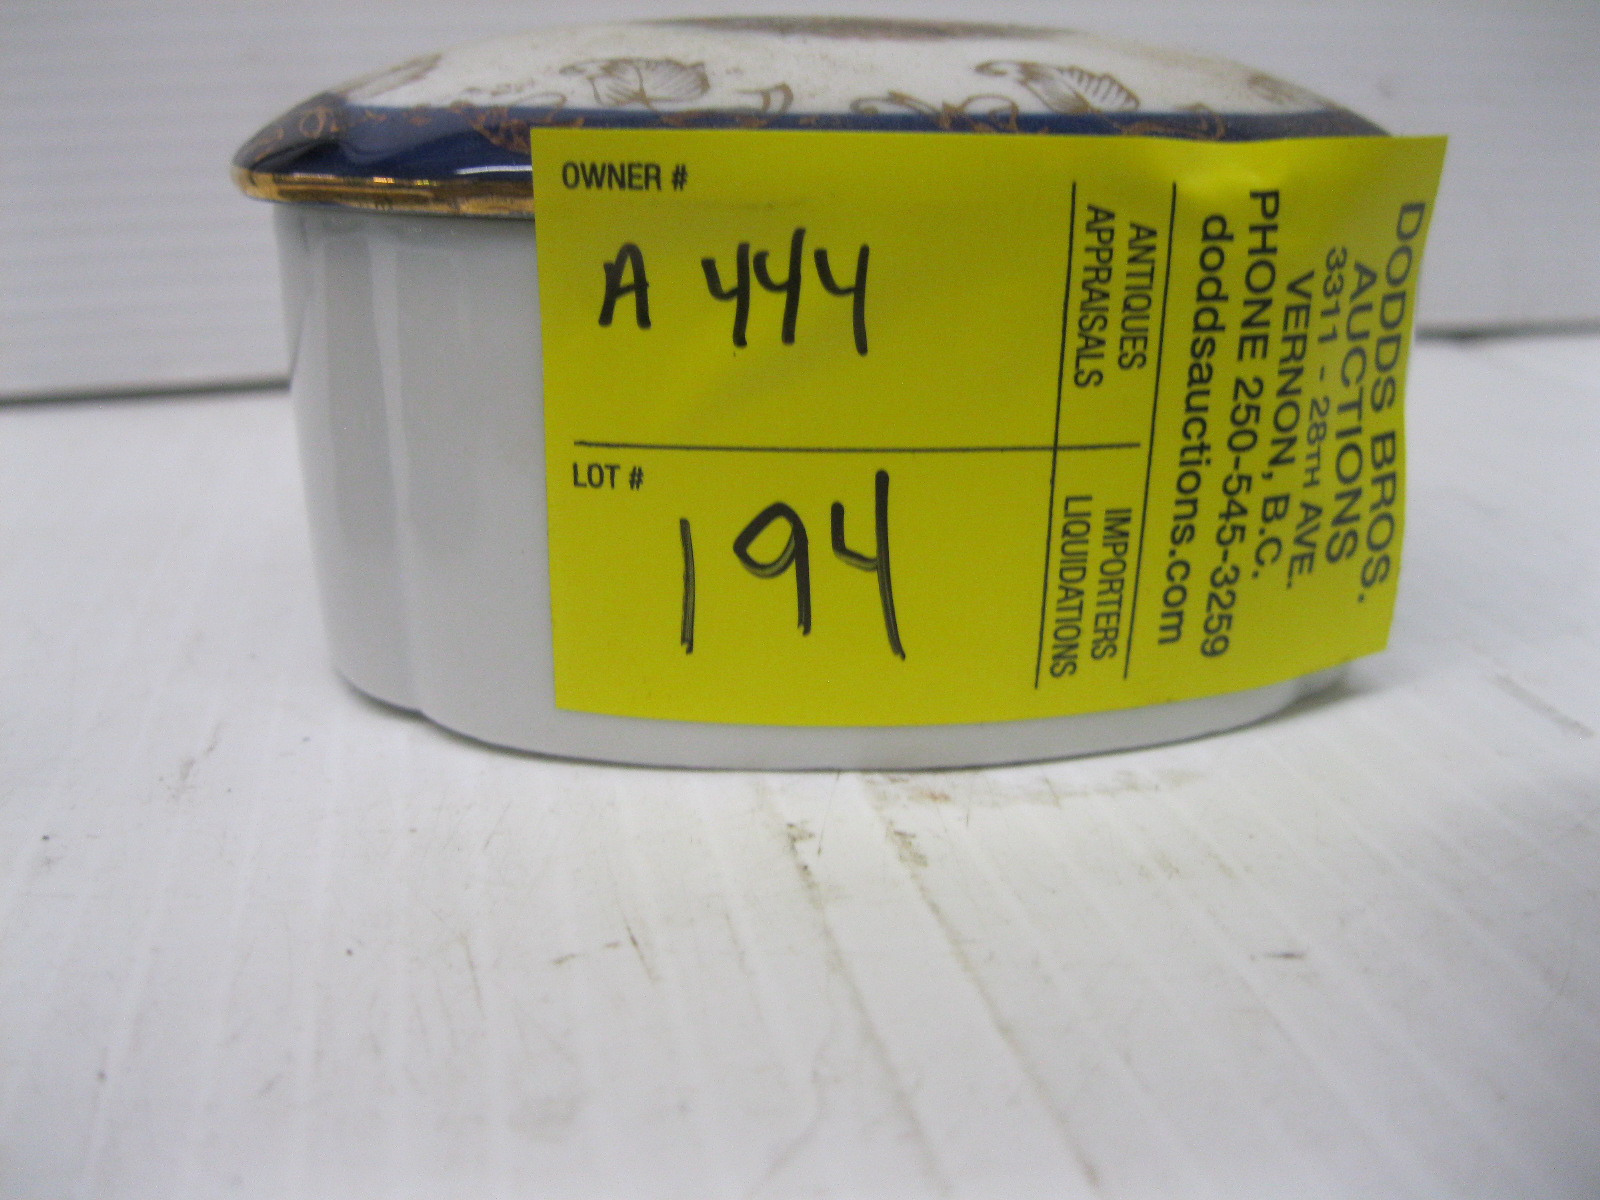 OWNER #
A 444
LOT #
194
ANTIQUES
APPRAISALS
IMPORTERS
LIQUIDATIONS
DODDS BROS.
AUCTIONS
3311 - 28TH AVE.
VERNON, B.C.
PHONE 250-545-3259
doddsauctions.com